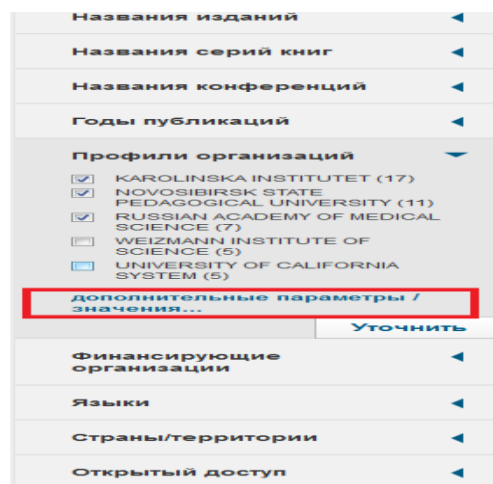 Названия изданий
Названия серий книг
Названия конференций
Годы публикаций
Профили организаций
KAROLINSKA INSTITUTET (17)
NOVOSIBIRSK STATE
PEDAGOGICAL UNIVERSITY (11)
RUSSIAN ACADEMY OF MEDICAL
SCIENCE (7)
WEIZMANN INSTITUTE OF
SCIENCE (5)
UNIVERSITY OF CALIFORNIA
SYSTEM (5)
дополнительные параметры /
значения...
Уточнить
Финансирующие
организации
Языки
Страны/территории
Открытый доступ